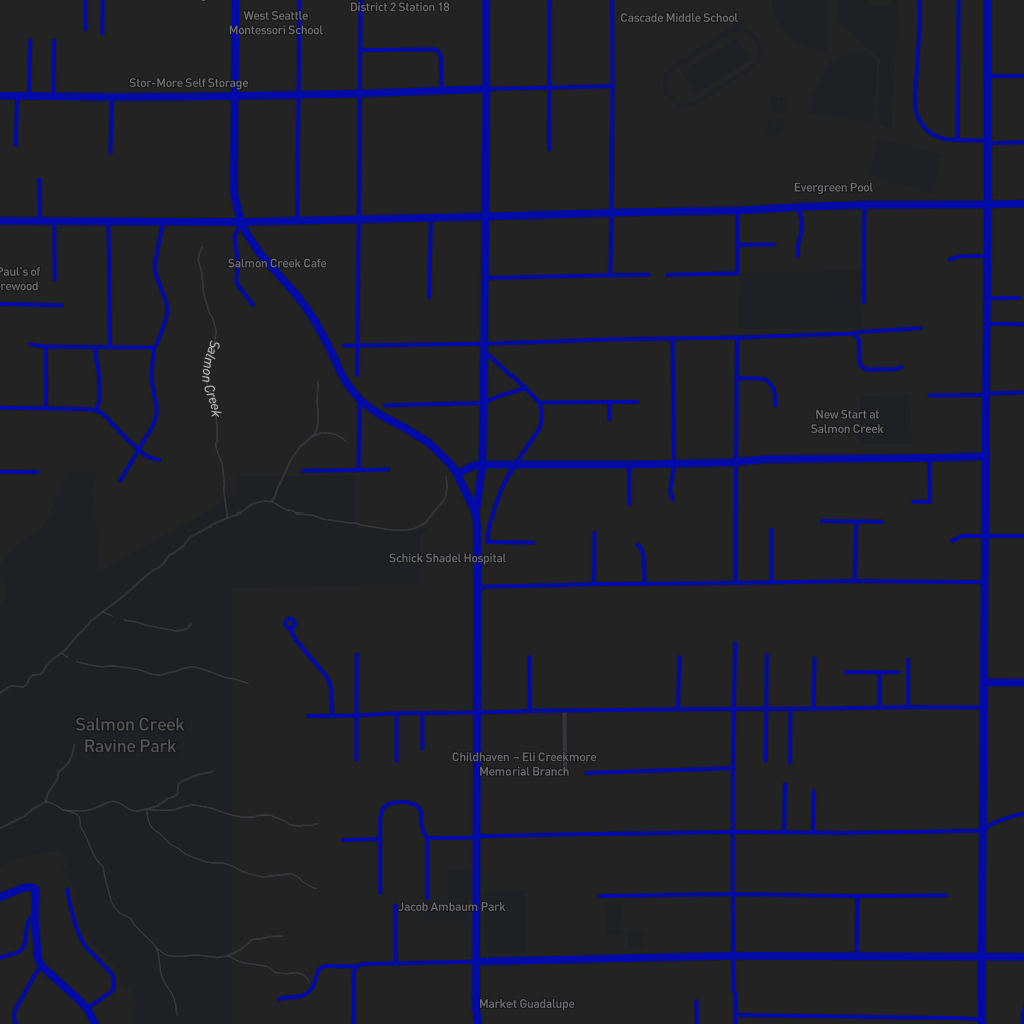 District 2 Station 18
West Seattle
Montessori School
Cascade Middle School
Stor-More Self Storage
Evergreen Pool
Salmon Creek Cafe
Paul's of
rewood
Salmon Creek
New Start at
Salmon Creek
Schick Shadel Hospital
Salmon Creek
Ravine Park
Childhaven – Eli Creekmore
Memorial Branch
Jacob Ambaum Park
Market Guadalupe